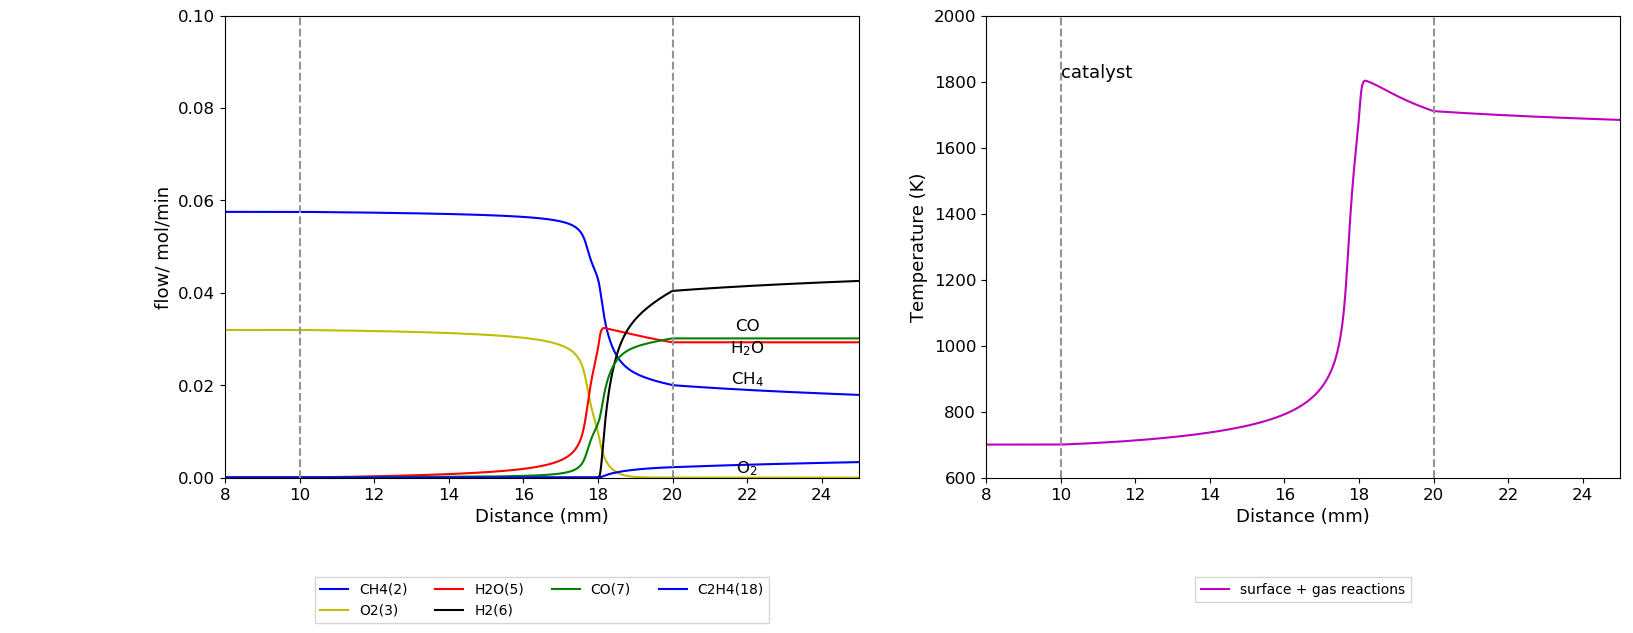 0.10
0.08
0.06
0.04
0.02
0.00
flow/ mol/min
CO
H₂O
CH₄
O₂
8 10 12 14 16 18 20 22 24
Distance (mm)
CH4(2) H2O(5) CO(7) C2H4(18)
O2(3) H2(6)
2000
1800
1600
1400
1200
1000
800
600
Temperature (K)
catalyst
8 10 12 14 16 18 20 22 24
Distance (mm)
surface + gas reactions